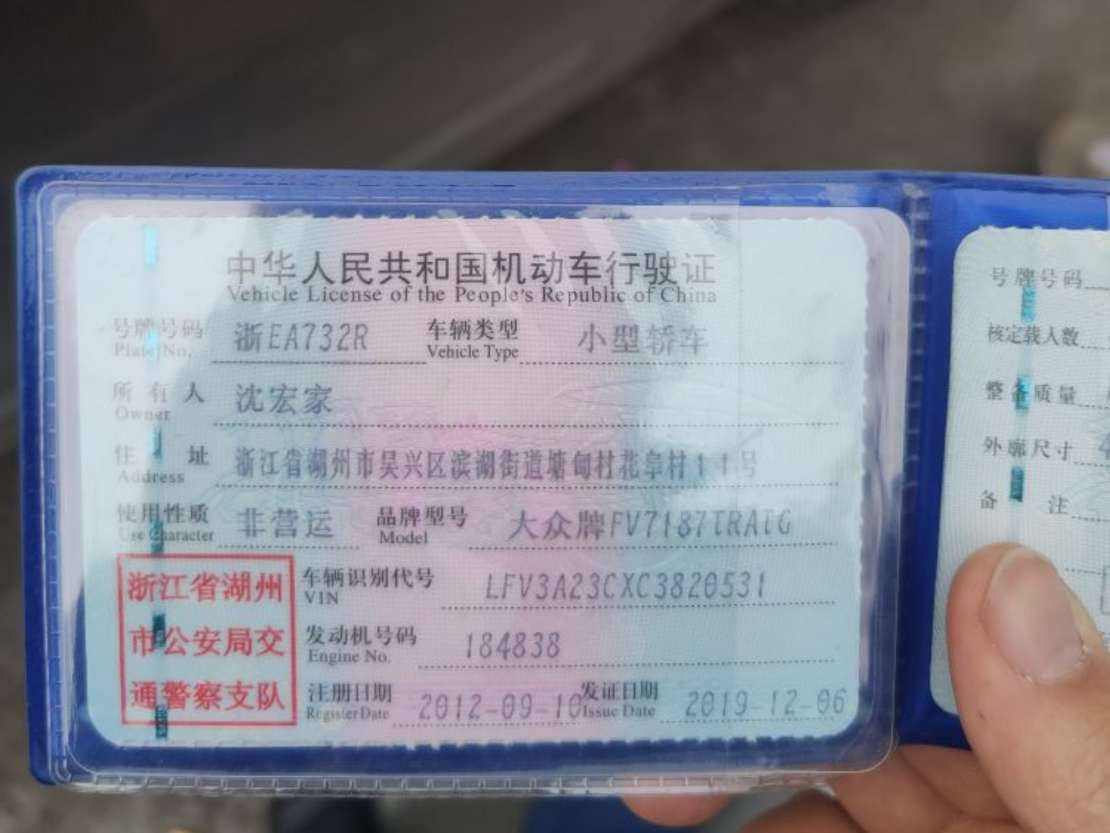 中华人民共和国机动车行驶证
Vehicle License of the People's Republic of China
号牌号码 浙EA732R 车辆类型 小型轿车
Plate No. Vehicle Type
所有人 沈宏家
Owner
住址 浙江省湖州市吴兴区滨湖街道塘甸村花阜村14号
Address
使用性质 非营运 品牌型号 大众牌FV7187TRATG
Use Character Model
浙江省湖州
市公安局交
通警察支队
车辆识别代号 LFV3A23CXC3820531
VIN
发动机号码 184838
Engine No.
注册日期 2012-09-10 发证日期 2019-12-06
Register Date Issue Date
号牌号码
核定载人数
整备质量
外廓尺寸
备注